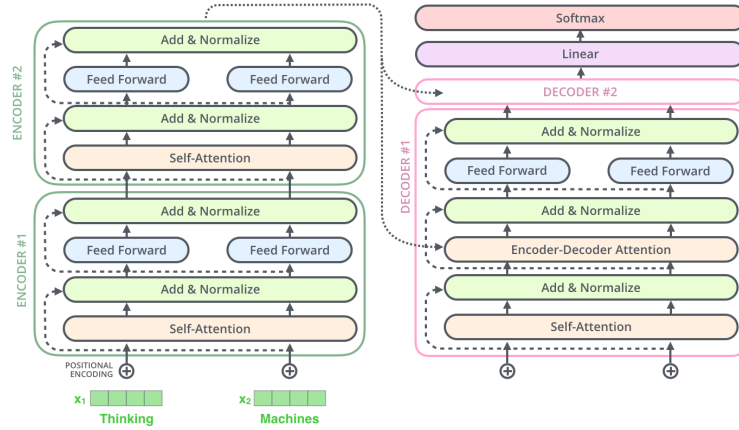 ENCODER #2
Add & Normalize
Feed Forward
Feed Forward
Add & Normalize
Self-Attention
ENCODER #1
Add & Normalize
Feed Forward
Feed Forward
Add & Normalize
Self-Attention
POSITIONAL
ENCODING
x1
x2
Thinking
Machines
Softmax
Linear
DECODER #2
DECODER #1
Add & Normalize
Feed Forward
Feed Forward
Add & Normalize
Encoder-Decoder Attention
Add & Normalize
Self-Attention